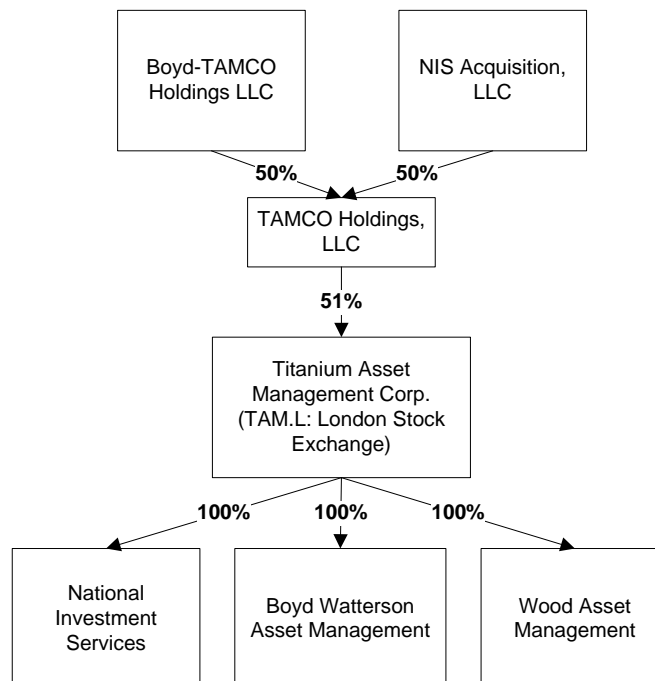 Boyd-TAMCO
Holdings LLC
NIS Acquisition,
LLC
50%
50%
TAMCO Holdings,
LLC
51%
Titanium Asset
Management Corp.
(TAM.L: London Stock
Exchange)
100%
100%
100%
National
Investment
Services
Boyd Watterson
Asset Management
Wood Asset
Management